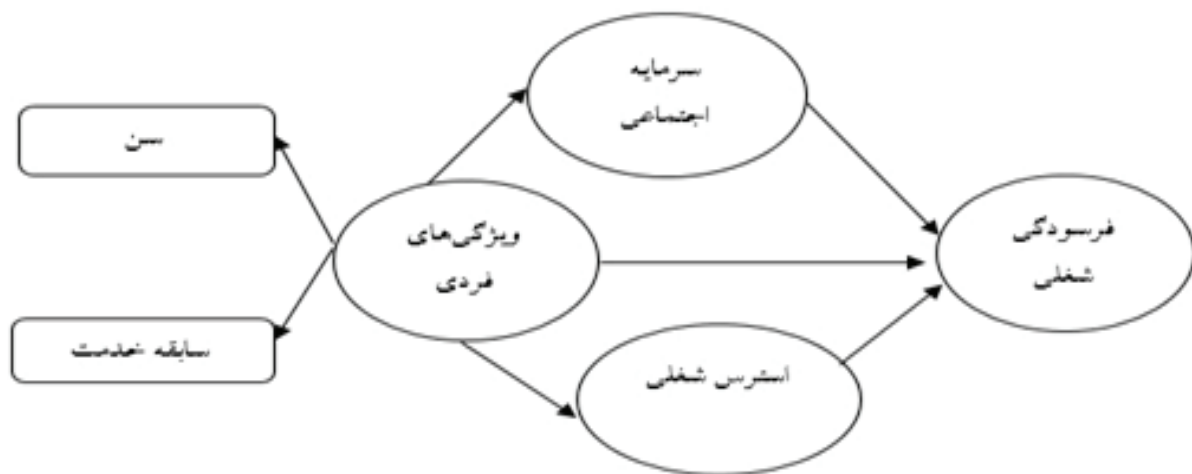 سرمایه
اجتماعی
سن
ویژگی‌های
فردی
فرسودگی
شغلی
سابقه خدمت
استرس شغلی